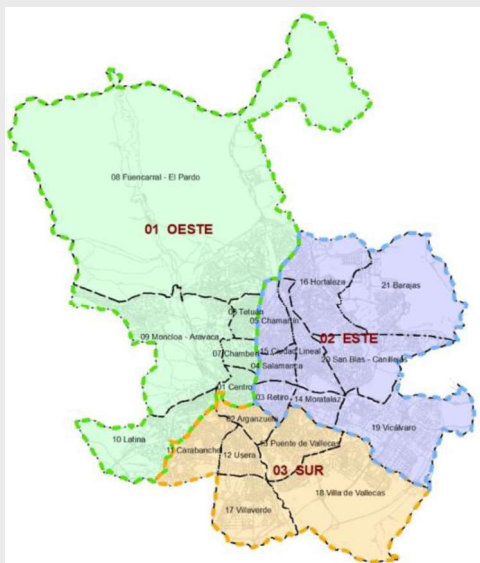 08 Fuencarral - El Pardo
01 OESTE
16 Hortaleza
21 Barajas
06 Tetuán
05 Chamartín
09 Moncloa - Aravaca
02 ESTE
07 Chamberí
15 Ciudad Lineal
20 San Blas - Canillejas
04 Salamanca
01 Centro
03 Retiro
14 Moratalaz
02 Arganzuela
19 Vicálvaro
10 Latina
11 Carabanchel
13 Puente de Vallecas
12 Usera
03 SUR
18 Villa de Vallecas
17 Villaverde